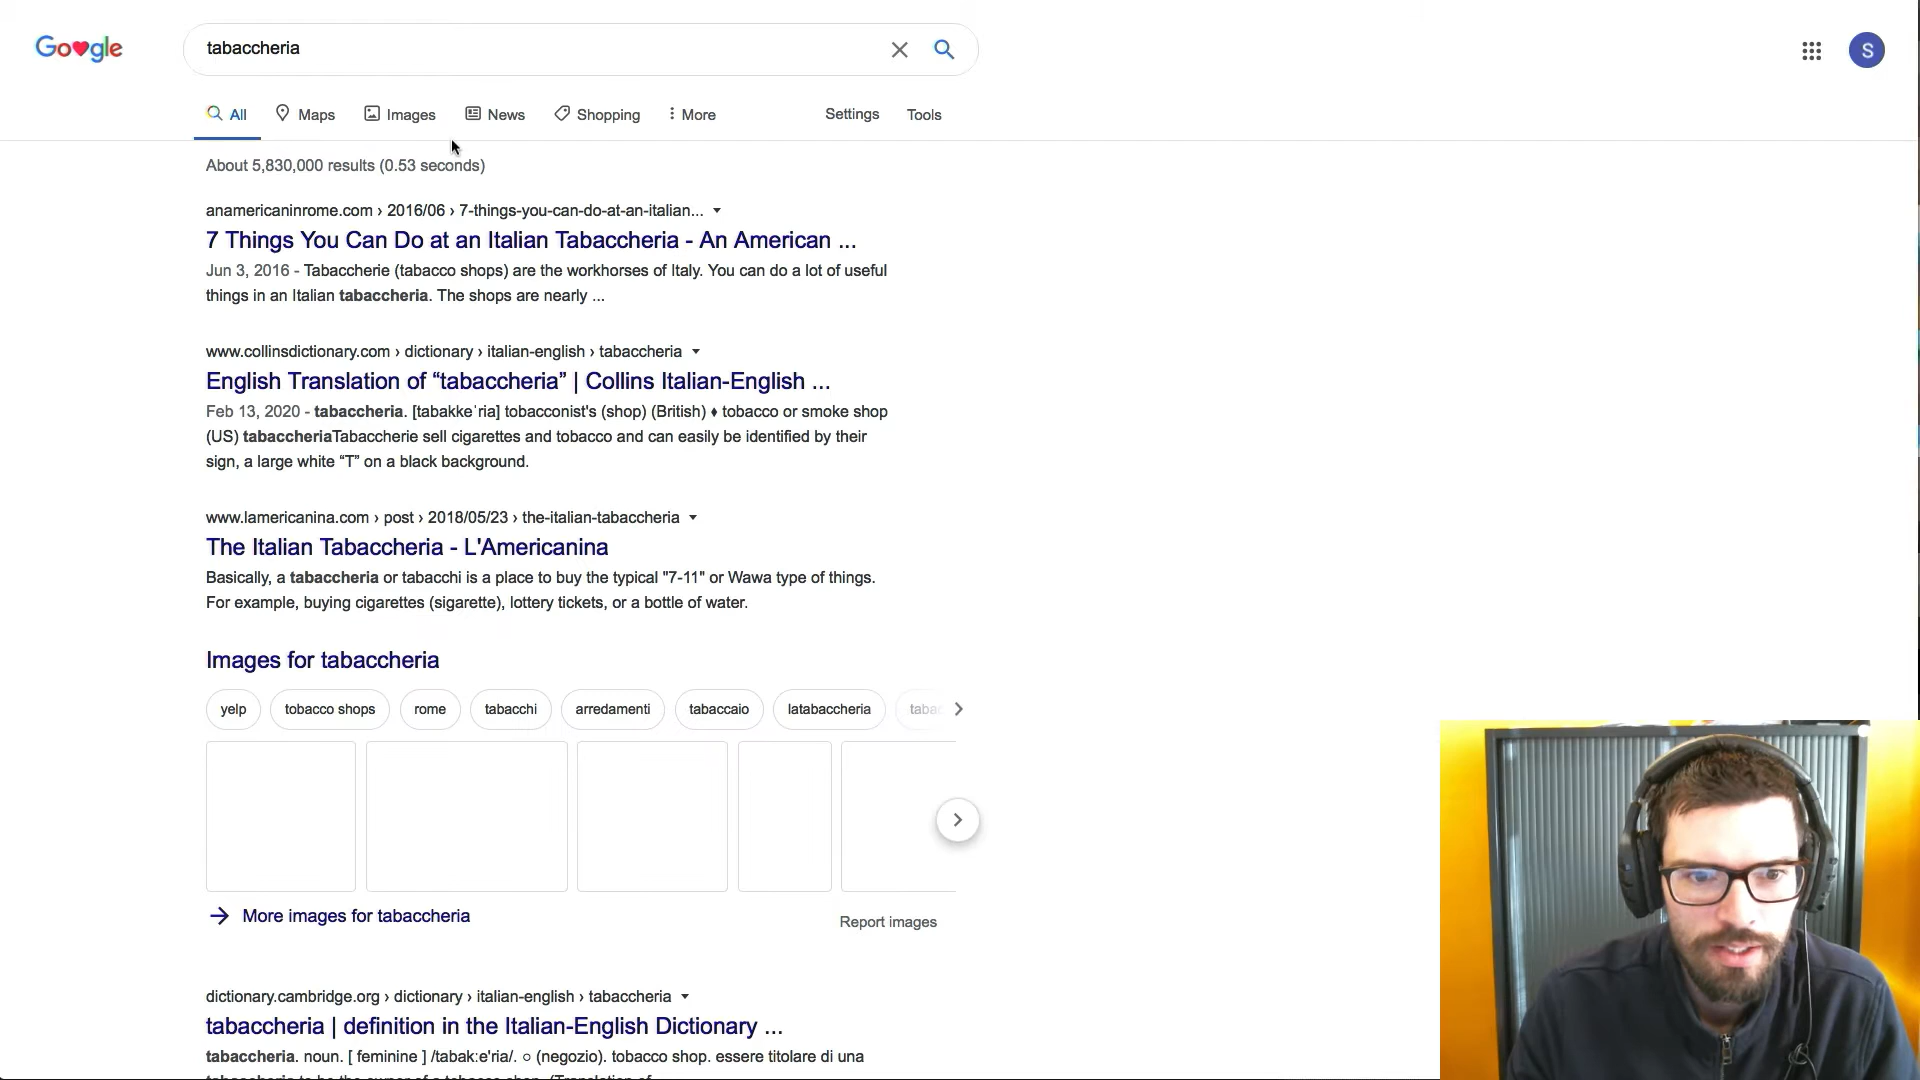 Go gle
tabaccheria
S
All
Maps
Images
News
Shopping
More
Settings
Tools
About 5,830,000 results (0.53 seconds)
anamericaninrome.com › 2016/06 › 7-things-you-can-do-at-an-italian...
7 Things You Can Do at an Italian Tabaccheria - An American ...
Jun 3, 2016 - Tabaccherie (tabacco shops) are the workhorses of Italy. You can do a lot of useful
things in an Italian tabaccheria. The shops are nearly ...
www.collinsdictionary.com › dictionary › italian-english › tabaccheria
English Translation of “tabaccheria” | Collins Italian-English ...
Feb 13, 2020 - tabaccheria. [tabakkeˈria] tobacconist's (shop) (British) ♦ tobacco or smoke shop
(US) tabaccheriaTabaccherie sell cigarettes and tobacco and can easily be identified by their
sign, a large white “T” on a black background.
www.lamericanina.com › post › 2018/05/23 › the-italian-tabaccheria
The Italian Tabaccheria - L'Americanina
Basically, a tabaccheria or tabacchi is a place to buy the typical "7-11" or Wawa type of things.
For example, buying cigarettes (sigarette), lottery tickets, or a bottle of water.
Images for tabaccheria
yelp
tobacco shops
rome
tabacchi
arredamenti
tabaccaio
latabaccheria
More images for tabaccheria
Report images
dictionary.cambridge.org › dictionary › italian-english › tabaccheria
tabaccheria | definition in the Italian-English Dictionary ...
tabaccheria. noun. [ feminine ] /tabak:e'ria/. ○ (negozio). tobacco shop. essere titolare di una